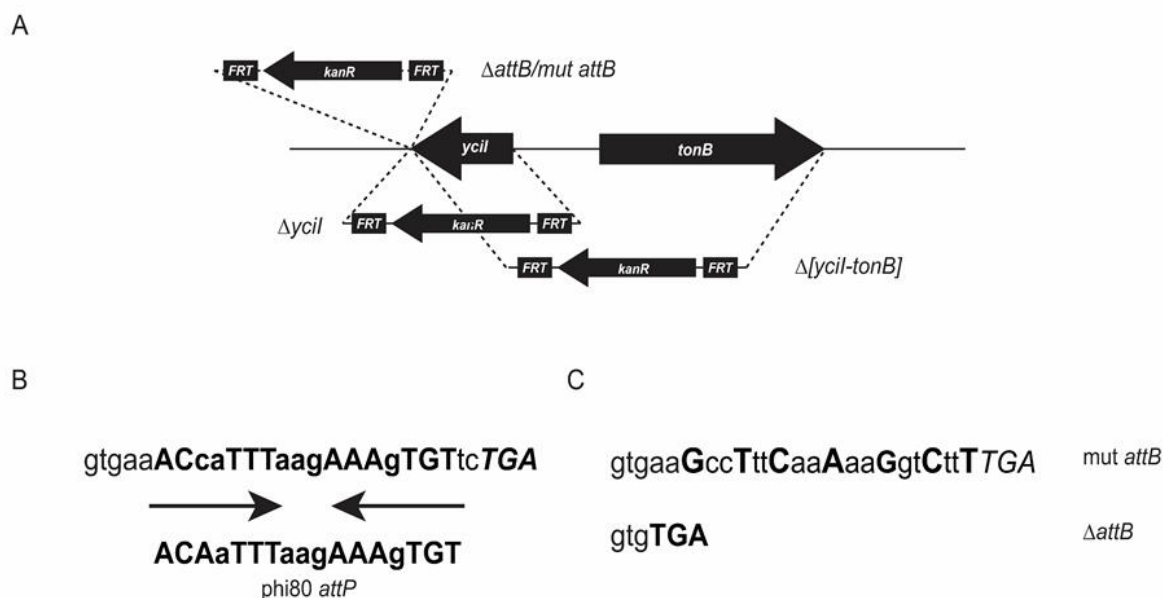 A
FRT kanR FRT ΔattB/mut attB
yciI tonB
ΔyciI FRT kanR FRT
FRT kanR FRT Δ[yciI-tonB]
B
gtgaaACcaTTTaagAAAgTGTtcTGA
ACAaTTTaagAAAgTGT
phi80 attP
C
gtgaaGccTttCaaAaaGgtCttTTGA mut attB
gtgTGA ΔattB